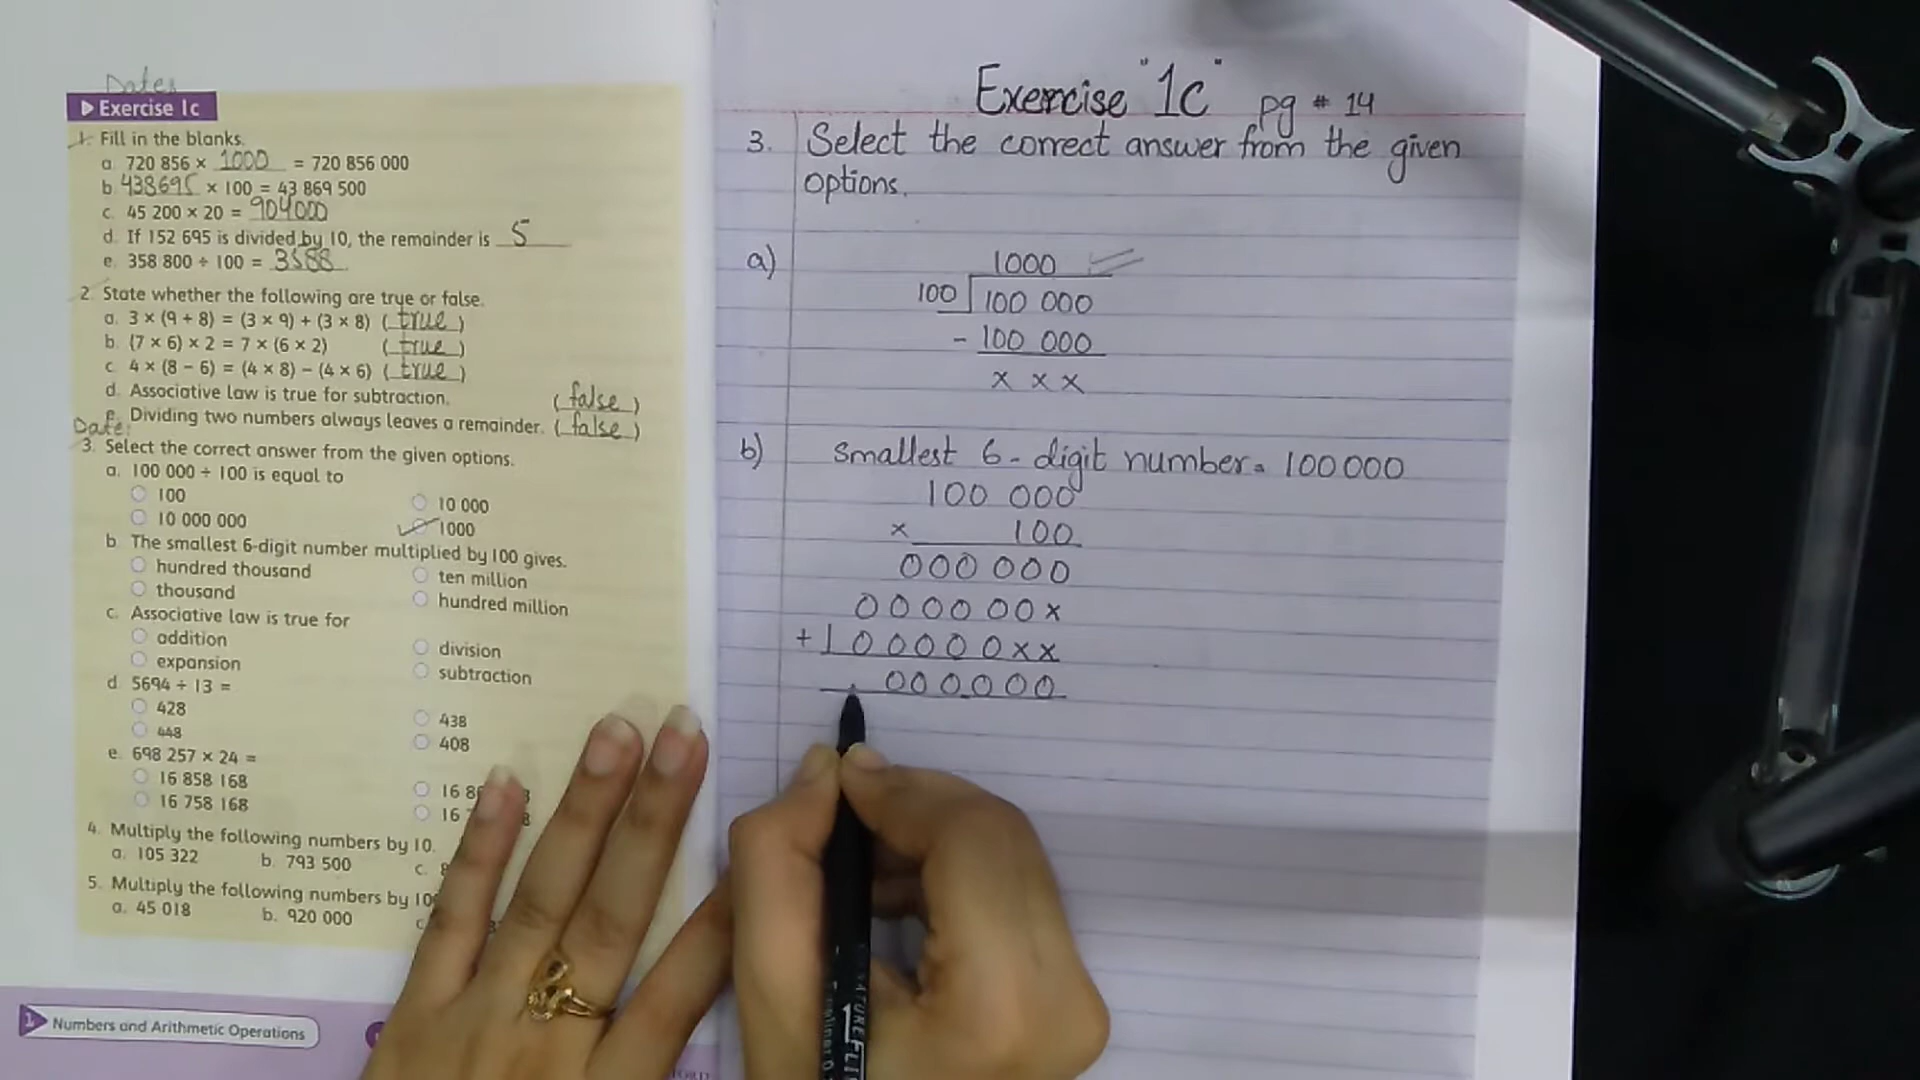 Dates
Exercise 1c
1. Fill in the blanks.
a. 720 856 × 1000 = 720 856 000
b. 438695 × 100 = 43 869 500
c. 45 200 × 20 = 904000
d. If 152 695 is divided by 10, the remainder is 5
e. 358 800 ÷ 100 = 3588
2. State whether the following are true or false.
a. 3 × (9 + 8) = (3 × 9) + (3 × 8) (true)
b. (7 × 6) × 2 = 7 × (6 × 2) (true)
c. 4 × (8 − 6) = (4 × 8) − (4 × 6) (true)
d. Associative law is true for subtraction. (false)
e. Dividing two numbers always leaves a remainder. (false)
Date:
3. Select the correct answer from the given options.
a. 100 000 ÷ 100 is equal to
100 10 000
10 000 000 1000
b. The smallest 6-digit number multiplied by 100 gives.
hundred thousand ten million
thousand hundred million
c. Associative law is true for
addition division
expansion subtraction
d. 5694 ÷ 13 =
428 438
448 408
e. 698 257 × 24 =
16 858 168
16 758 168 16
4. Multiply the following numbers by 10.
a. 105 322 b. 793 500 c.
5. Multiply the following numbers by
a. 45 018 b. 920 000
1 Numbers and Arithmetic Operations
Exercise "1c" pg # 14
3. Select the correct answer from the given
options.
a) 1000
100 100 000
- 100 000
x x x
b) smallest 6-digit number = 100000
100 000
× 100
000 000
000000x
+100000xx
000000